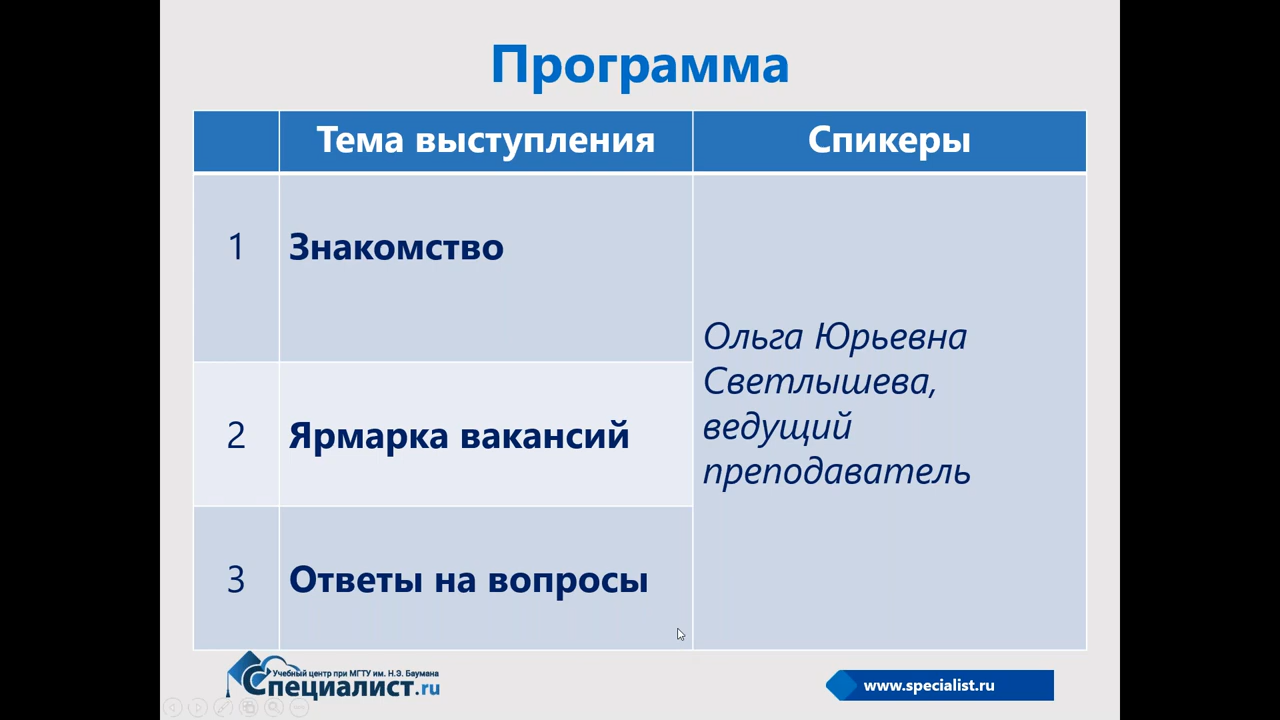 Программа
Тема выступления
Спикеры
1
Знакомство
Ольга Юрьевна
Светлышева,
ведущий
преподаватель
2
Ярмарка вакансий
3
Ответы на вопросы
Учебный центр при МГТУ им. Н.Э. Баумана
Специалист.ru
www.specialist.ru